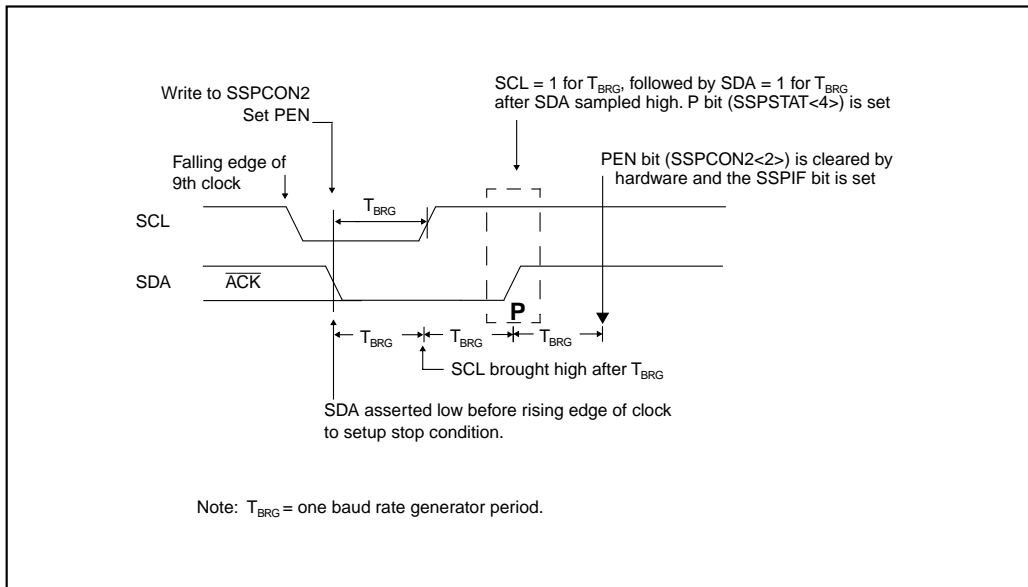 Write to SSPCON2
Set PEN
SCL = 1 for TBRG, followed by SDA = 1 for TBRG
after SDA sampled high. P bit (SSPSTAT<4>) is set
Falling edge of
9th clock
PEN bit (SSPCON2<2>) is cleared by
hardware and the SSPIF bit is set
TBRG
SCL
SDA
ACK
P
TBRG
TBRG
TBRG
SCL brought high after TBRG
SDA asserted low before rising edge of clock
to setup stop condition.
Note: TBRG = one baud rate generator period.